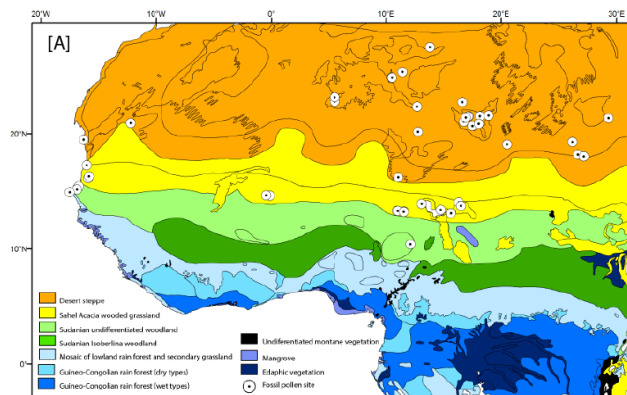 20°W
10°W
0°
10°E
20°E
30°E
[A]
20°N
10°N
0°
Desert steppe
Sahel Acacia wooded grassland
Sudanian undifferentiated woodland
Sudanian Isoberlina woodland
Mosaic of lowland rain forest and secondary grassland
Guineo-Congolian rain forest (dry types)
Guineo-Congolian rain forest (wet types)
Undifferentiated montane vegetation
Mangrove
Edaphic vegetation
Fossil pollen site